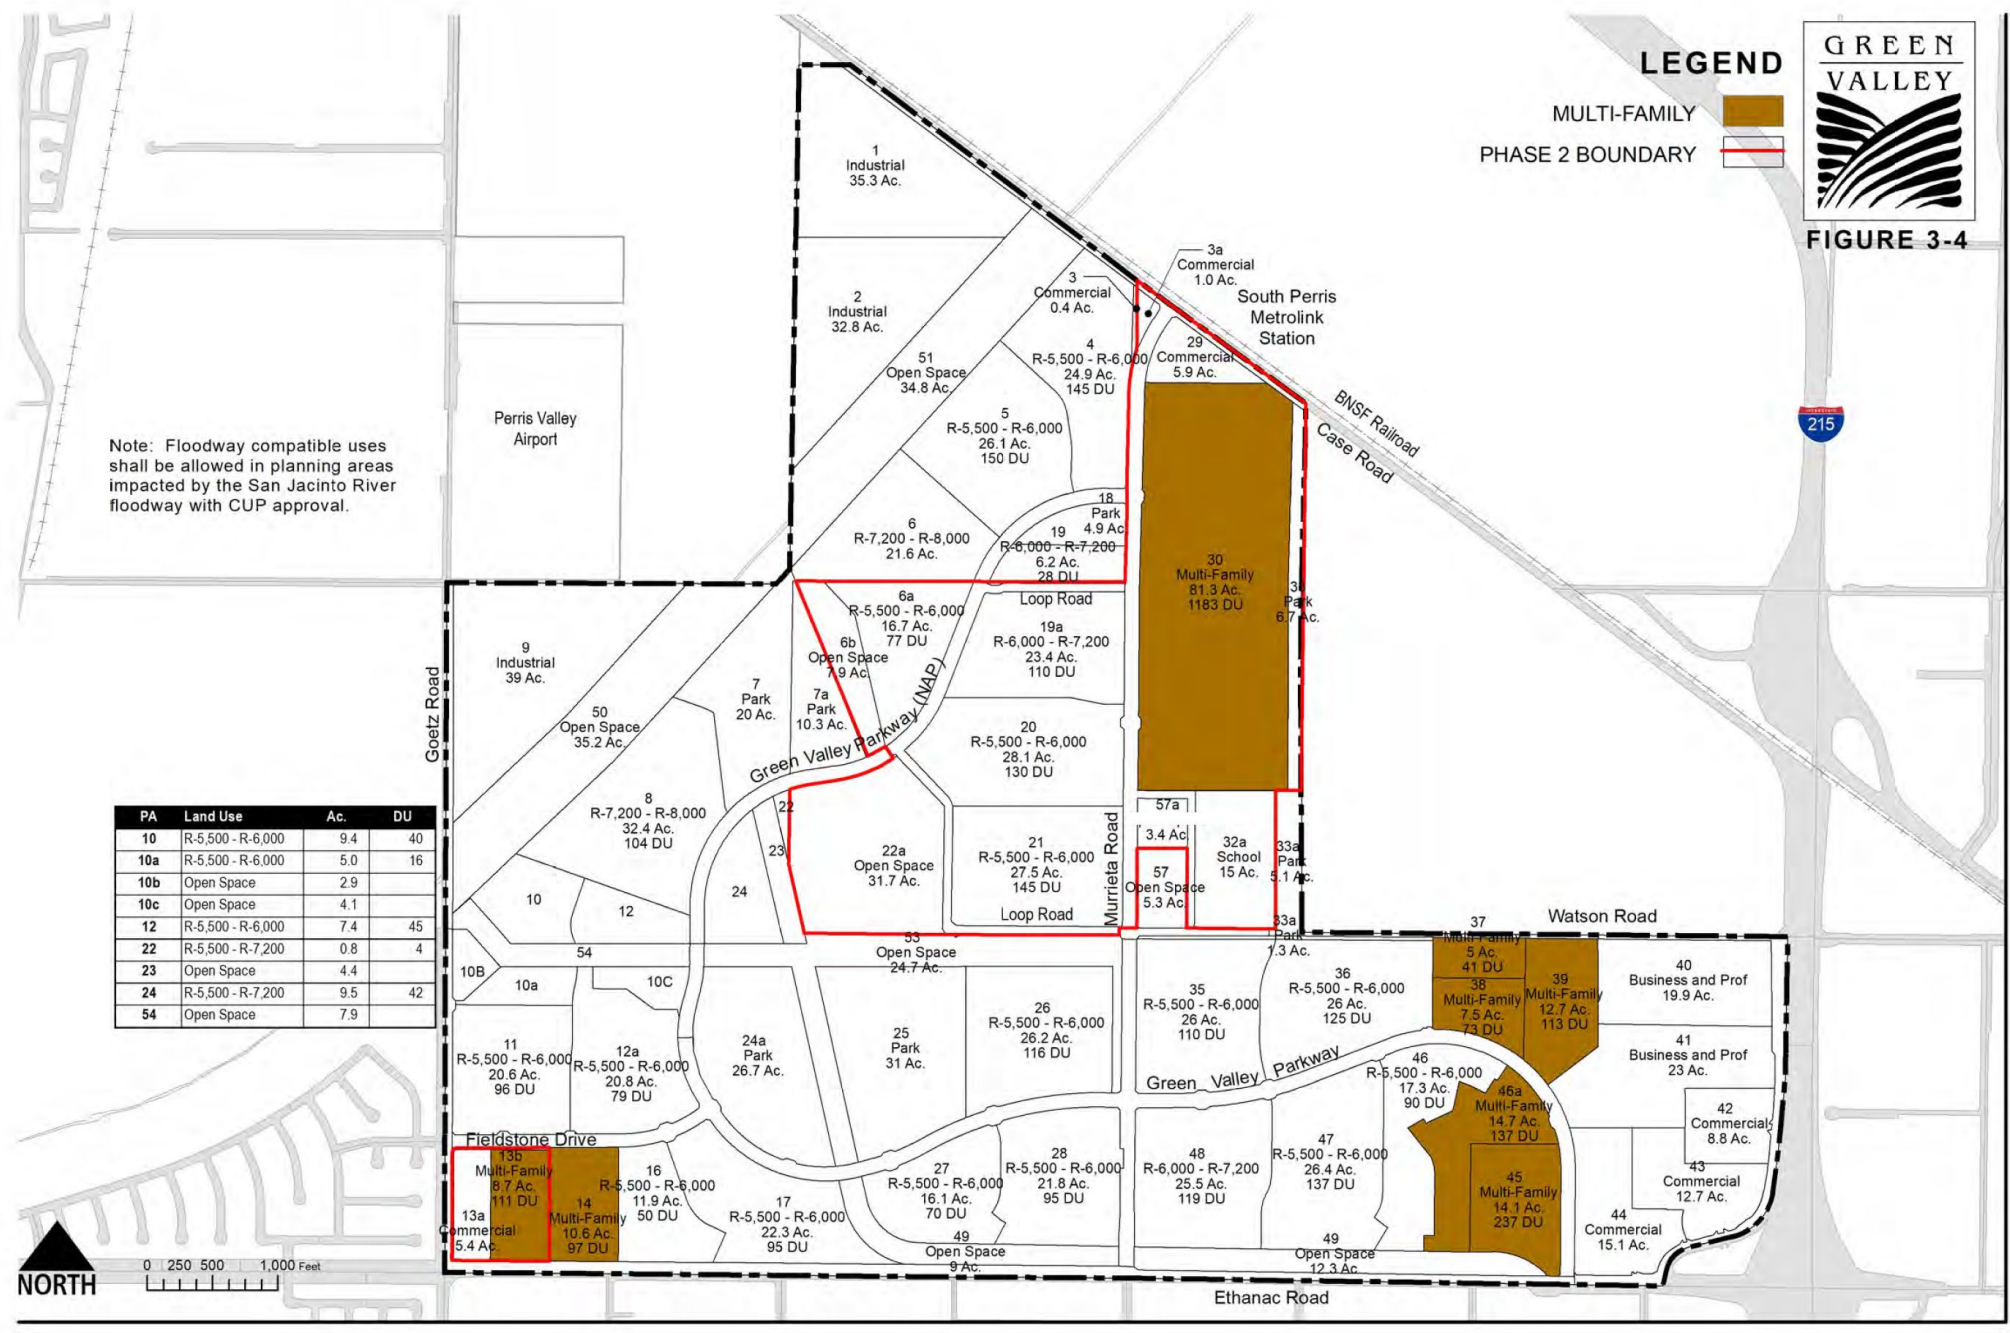 LEGEND
MULTI-FAMILY
PHASE 2 BOUNDARY
GREEN
VALLEY
FIGURE 3-4
1
Industrial
35.3 Ac.
2
Industrial
32.8 Ac.
51
Open Space
34.8 Ac.
3
Commercial
0.4 Ac.
3a
Commercial
1.0 Ac.
South Perris
Metrolink
Station
29
Commercial
5.9 Ac.
4
R-5,500 - R-6,000
24.9 Ac.
145 DU
5
R-5,500 - R-6,000
26.1 Ac.
150 DU
BNSF Railroad
Case Road
INTERSTATE
215
Perris Valley
Airport
Note: Floodway compatible uses
shall be allowed in planning areas
impacted by the San Jacinto River
floodway with CUP approval.
6
R-7,200 - R-8,000
21.6 Ac.
18
Park
4.9 Ac
19
R-6,000 - R-7,200
6.2 Ac.
28 DU
Loop Road
30
Multi-Family
81.3 Ac.
1183 DU
Park
6.7 Ac.
6a
R-5,500 - R-6,000
16.7 Ac.
77 DU
6b
Open Space
7.9 Ac.
19a
R-6,000 - R-7,200
23.4 Ac.
110 DU
9
Industrial
39 Ac.
7
Park
20 Ac.
7a
Park
10.3 Ac.
Green Valley Parkway (NAP)
Goetz Road
50
Open Space
35.2 Ac.
20
R-5,500 - R-6,000
28.1 Ac.
130 DU
8
R-7,200 - R-8,000
32.4 Ac.
104 DU
22
23
24
22a
Open Space
31.7 Ac.
21
R-5,500 - R-6,000
27.5 Ac.
145 DU
Loop Road
Murrieta Road
57a
3.4 Ac
57
Open Space
5.3 Ac.
32a
School
15 Ac.
33a
Park
5.1 Ac.
33a
Park
1.3 Ac.
PA Land Use Ac. DU
10 R-5,500 - R-6,000 9.4 40
10a R-5,500 - R-6,000 5.0 16
10b Open Space 2.9
10c Open Space 4.1
12 R-5,500 - R-6,000 7.4 45
22 R-5,500 - R-7,200 0.8 4
23 Open Space 4.4
24 R-5,500 - R-7,200 9.5 42
54 Open Space 7.9
10
12
54
10B
10a
10C
53
Open Space
24.7 Ac.
Watson Road
37
Multi-Family
5 Ac.
41 DU
38
Multi-Family
7.5 Ac.
73 DU
39
Multi-Family
12.7 Ac.
113 DU
40
Business and Prof
19.9 Ac.
41
Business and Prof
23 Ac.
42
Commercial
8.8 Ac.
43
Commercial
12.7 Ac.
44
Commercial
15.1 Ac.
11
R-5,500 - R-6,000
20.6 Ac.
96 DU
12a
R-5,500 - R-6,000
20.8 Ac.
79 DU
24a
Park
26.7 Ac.
25
Park
31 Ac.
26
R-5,500 - R-6,000
26.2 Ac.
116 DU
35
R-5,500 - R-6,000
26 Ac.
110 DU
36
R-5,500 - R-6,000
26 Ac.
125 DU
Green Valley Parkway
46
R-5,500 - R-6,000
17.3 Ac.
90 DU
46a
Multi-Family
14.7 Ac.
137 DU
45
Multi-Family
14.1 Ac.
237 DU
Fieldstone Drive
13b
Multi-Family
8.7 Ac.
111 DU
13a
Commercial
5.4 Ac.
14
Multi-Family
10.6 Ac.
97 DU
16
R-5,500 - R-6,000
11.9 Ac.
50 DU
17
R-5,500 - R-6,000
22.3 Ac.
95 DU
27
R-5,500 - R-6,000
16.1 Ac.
70 DU
28
R-5,500 - R-6,000
21.8 Ac.
95 DU
48
R-6,000 - R-7,200
25.5 Ac.
119 DU
47
R-5,500 - R-6,000
26.4 Ac.
137 DU
49
Open Space
9 Ac.
49
Open Space
12.3 Ac.
NORTH
0 250 500 1,000 Feet
Ethanac Road